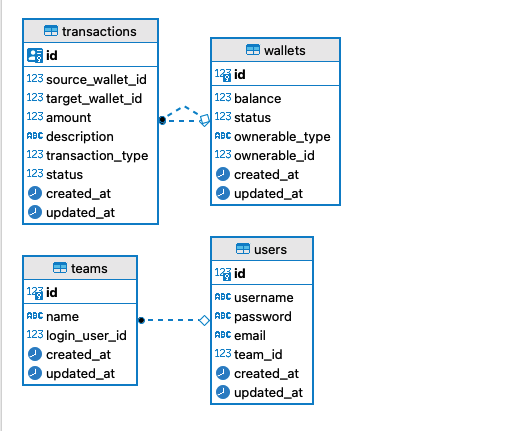 transactions
id
123 source_wallet_id
123 target_wallet_id
123 amount
ABC description
123 transaction_type
123 status
created_at
updated_at
wallets
123 id
123 balance
123 status
ABC ownable_type
123 ownerable_id
created_at
updated_at
teams
123 id
ABC name
123 login_user_id
created_at
updated_at
users
123 id
ABC username
ABC password
ABC email
123 team_id
created_at
updated_at